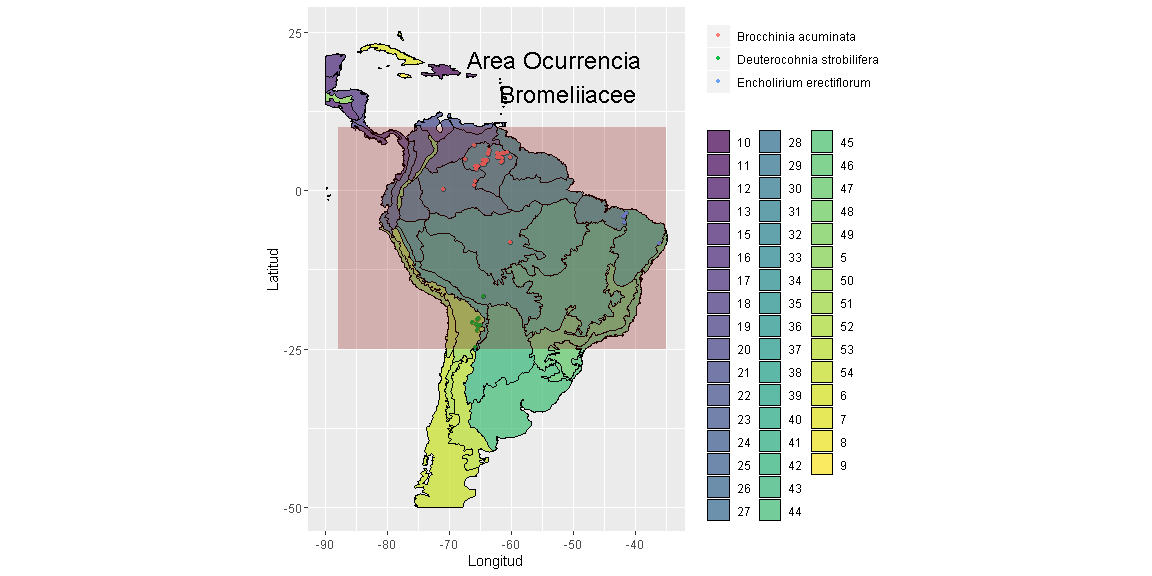 Area Ocurrencia
Bromeliiacee
25
0
-25
-50
Latitud
-90
-80
-70
-60
-50
-40
Longitud
Brocchinia acuminata
Deuterocohnia strobilifera
Encholirium erectiflorum
10 28 45
11 29 46
12 30 47
13 31 48
15 32 49
16 33 5
17 34 50
18 35 51
19 36 52
20 37 53
21 38 54
22 39 6
23 40 7
24 41 8
25 42 9
26 43
27 44